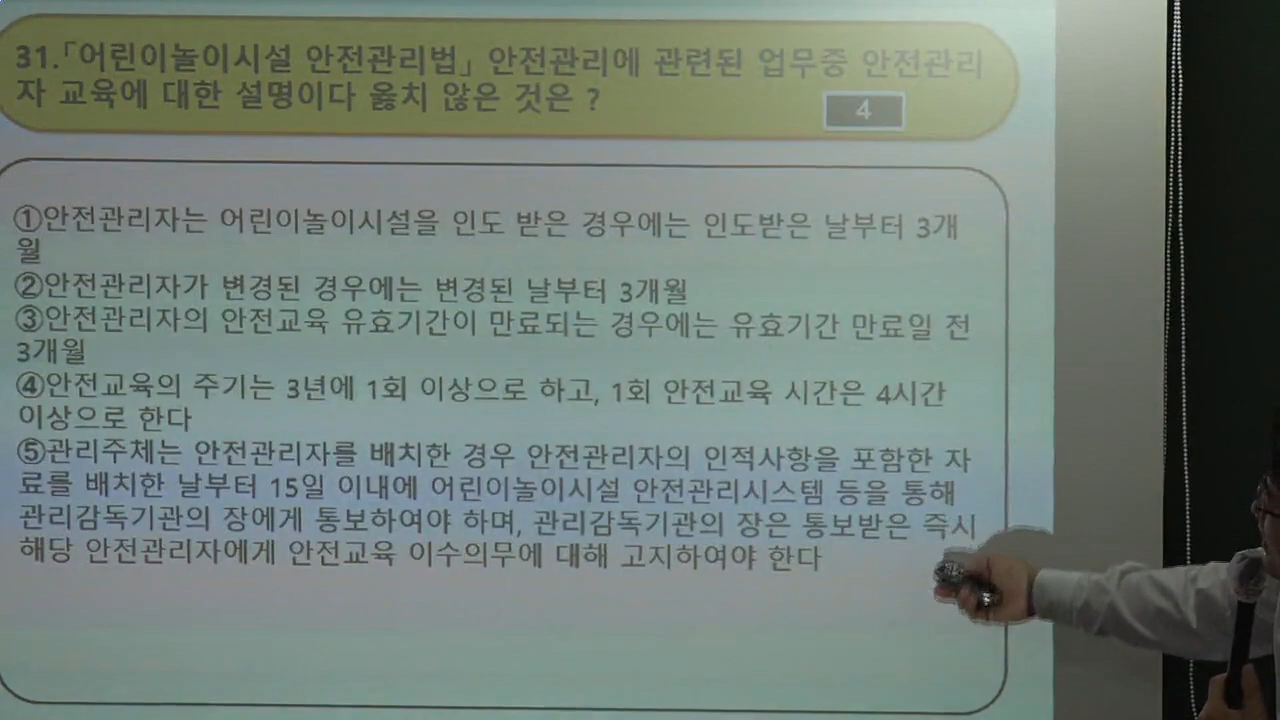 31.「어린이놀이시설 안전관리법」 안전관리에 관련된 업무중 안전관리
자 교육에 대한 설명이다 옳치 않은 것은 ?
4
①안전관리자는 어린이놀이시설을 인도 받은 경우에는 인도받은 날부터 3개
월
②안전관리자가 변경된 경우에는 변경된 날부터 3개월
③안전관리자의 안전교육 유효기간이 만료되는 경우에는 유효기간 만료일 전
3개월
④안전교육의 주기는 3년에 1회 이상으로 하고, 1회 안전교육 시간은 4시간
이상으로 한다
⑤관리주체는 안전관리자를 배치한 경우 안전관리자의 인적사항을 포함한 자
료를 배치한 날부터 15일 이내에 어린이놀이시설 안전관리시스템 등을 통해
관리감독기관의 장에게 통보하여야 하며, 관리감독기관의 장은 통보받은 즉시
해당 안전관리자에게 안전교육 이수의무에 대해 고지하여야 한다